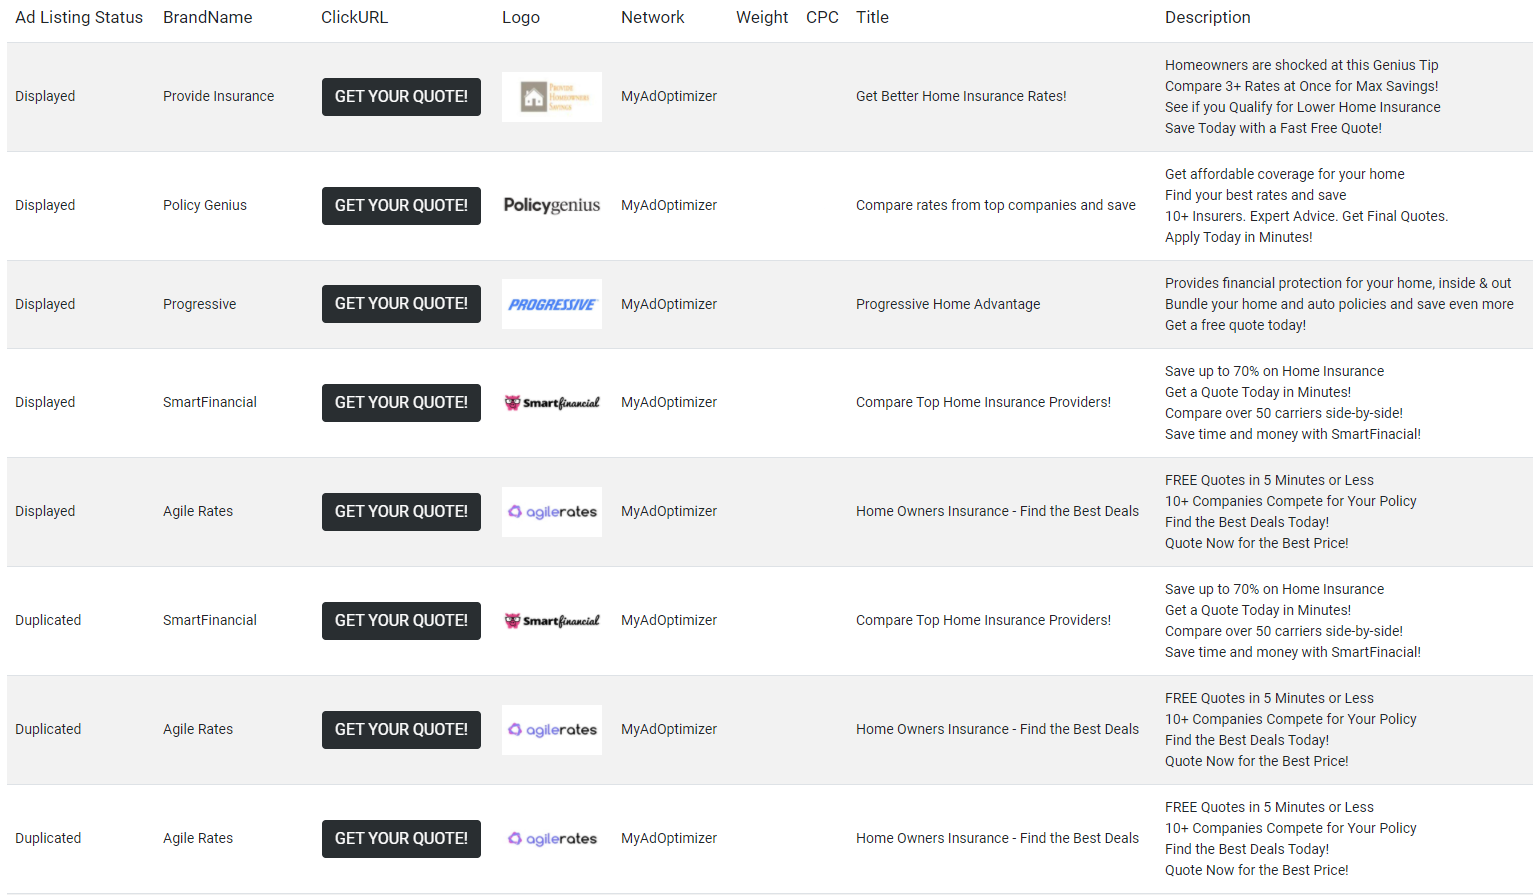 Ad Listing Status BrandName ClickURL Logo Network Weight CPC Title Description
Displayed Provide Insurance GET YOUR QUOTE! PROVIDE HOMEOWNERS SAVINGS MyAdOptimizer Get Better Home Insurance Rates! Homeowners are shocked at this Genius Tip
Compare 3+ Rates at Once for Max Savings!
See if you Qualify for Lower Home Insurance
Save Today with a Fast Free Quote!
Displayed Policy Genius GET YOUR QUOTE! Policygenius MyAdOptimizer Compare rates from top companies and save Get affordable coverage for your home
Find your best rates and save
10+ Insurers. Expert Advice. Get Final Quotes.
Apply Today in Minutes!
Displayed Progressive GET YOUR QUOTE! PROGRESSIVE MyAdOptimizer Progressive Home Advantage Provides financial protection for your home, inside & out
Bundle your home and auto policies and save even more
Get a free quote today!
Displayed SmartFinancial GET YOUR QUOTE! Smartfinancial MyAdOptimizer Compare Top Home Insurance Providers! Save up to 70% on Home Insurance
Get a Quote Today in Minutes!
Compare over 50 carriers side-by-side!
Save time and money with SmartFinacial!
Displayed Agile Rates GET YOUR QUOTE! agilerates MyAdOptimizer Home Owners Insurance - Find the Best Deals FREE Quotes in 5 Minutes or Less
10+ Companies Compete for Your Policy
Find the Best Deals Today!
Quote Now for the Best Price!
Duplicated SmartFinancial GET YOUR QUOTE! Smartfinancial MyAdOptimizer Compare Top Home Insurance Providers! Save up to 70% on Home Insurance
Get a Quote Today in Minutes!
Compare over 50 carriers side-by-side!
Save time and money with SmartFinacial!
Duplicated Agile Rates GET YOUR QUOTE! agilerates MyAdOptimizer Home Owners Insurance - Find the Best Deals FREE Quotes in 5 Minutes or Less
10+ Companies Compete for Your Policy
Find the Best Deals Today!
Quote Now for the Best Price!
Duplicated Agile Rates GET YOUR QUOTE! agilerates MyAdOptimizer Home Owners Insurance - Find the Best Deals FREE Quotes in 5 Minutes or Less
10+ Companies Compete for Your Policy
Find the Best Deals Today!
Quote Now for the Best Price!